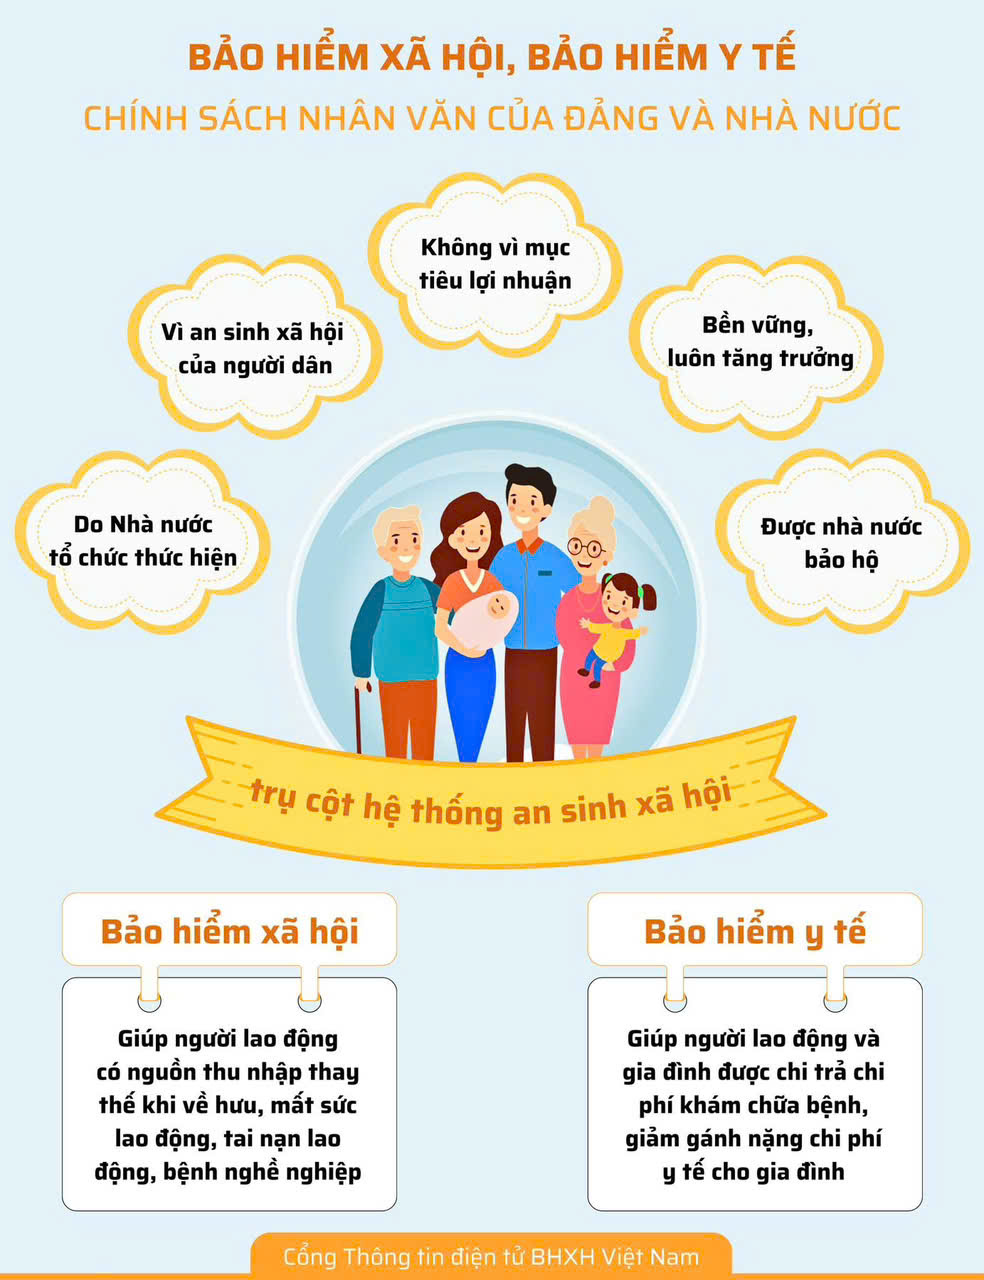 BẢO HIỂM XÃ HỘI, BẢO HIỂM Y TẾ
CHÍNH SÁCH NHÂN VĂN CỦA ĐẢNG VÀ NHÀ NƯỚC
Không vì mục
tiêu lợi nhuận
Vì an sinh xã hội
của người dân
Bền vững,
luôn tăng trưởng
Do Nhà nước
tổ chức thức hiện
Được nhà nước
bảo hộ
trụ cột hệ thống an sinh xã hội
Bảo hiểm xã hội
Giúp người lao động
có nguồn thu nhập thay
thế khi về hưu, mất sức
lao động, tai nạn lao
động, bệnh nghề nghiệp
Bảo hiểm y tế
Giúp người lao động và
gia đình được chi trả chi
phí khám chữa bệnh,
giảm gánh nặng chi phí
y tế cho gia đình
Cổng Thông tin điện tử BHXH Việt Nam